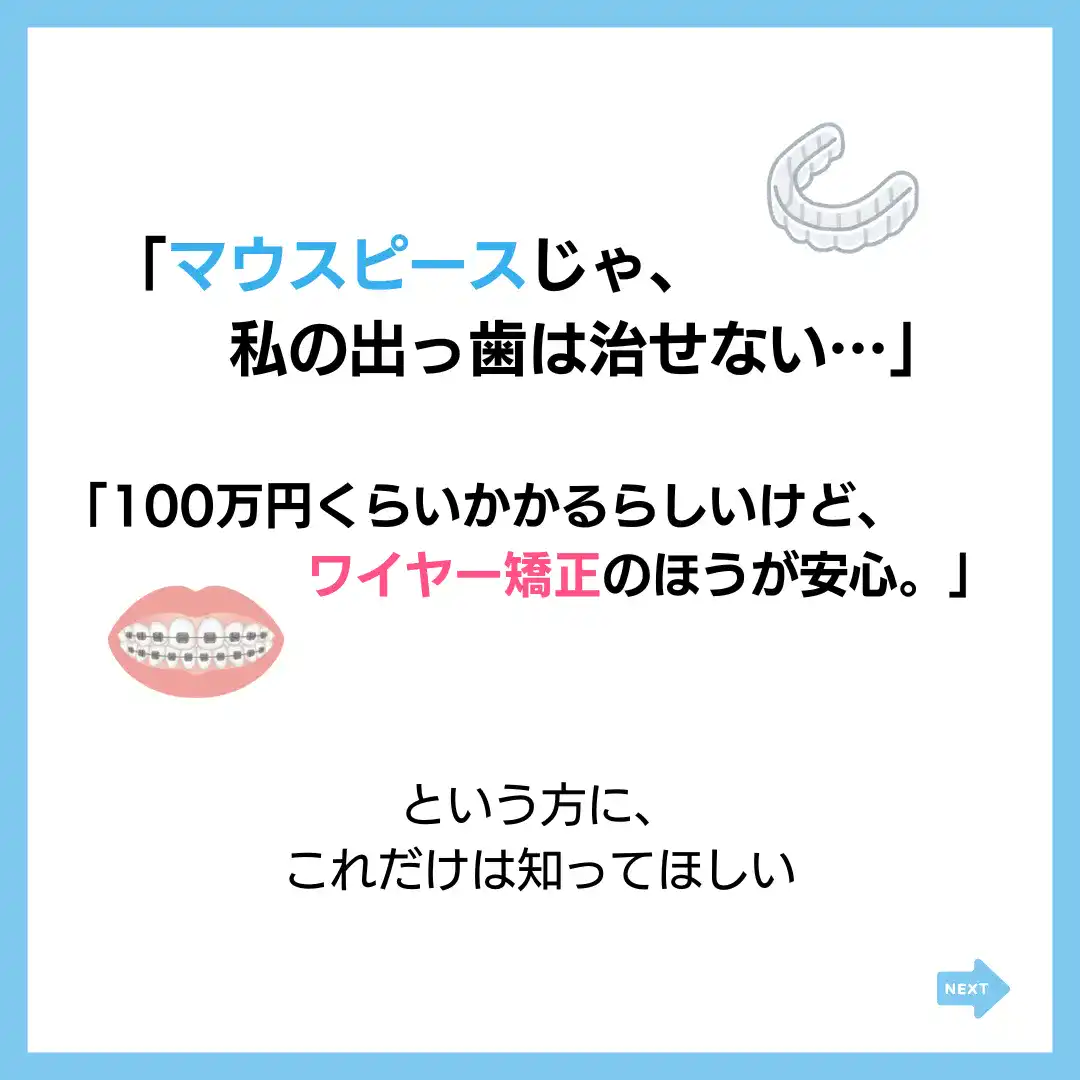 「マウスピースじゃ、
私の出っ歯は治せない…」
「100万円くらいかかるらしいけど、
ワイヤー矯正のほうが安心。」
という方に、
これだけは知ってほしい
NEXT